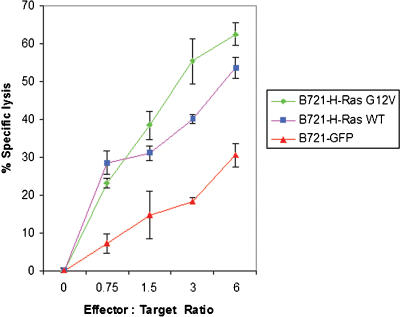 70
60
50
40
30
20
10
0
% Specific lysis
0 0.75 1.5 3 6
Effector : Target Ratio
B721-H-Ras G12V
B721-H-Ras WT
B721-GFP